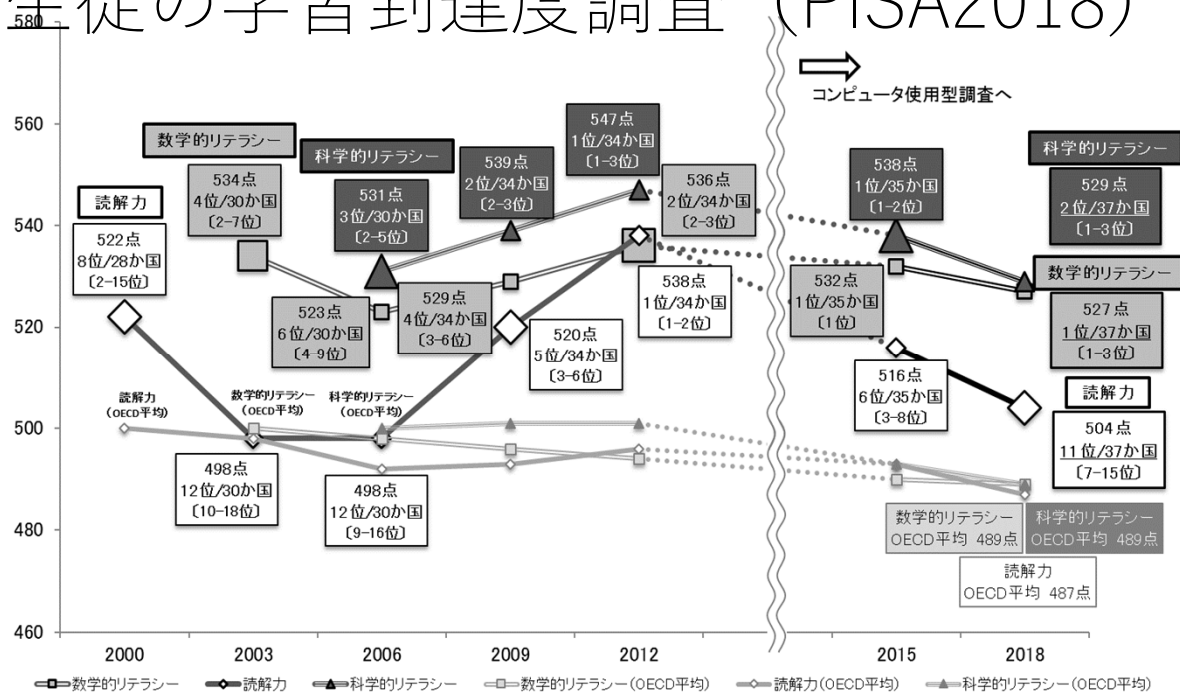 生徒の学習到達度調査（PISA2018）
580
560
540
520
500
480
460
コンピュータ使用型調査へ
読解力
522点
8位/28か国
〔2-15位〕
数学的リテラシー
534点
4位/30か国
〔2-7位〕
科学的リテラシー
531点
3位/30か国
〔2-5位〕
539点
2位/34か国
〔2-3位〕
547点
1位/34か国
〔1-3位〕
536点
2位/34か国
〔2-3位〕
523点
6位/30か国
〔4-9位〕
529点
4位/34か国
〔3-6位〕
520点
5位/34か国
〔3-6位〕
538点
1位/34か国
〔1-2位〕
498点
12位/30か国
〔10-18位〕
498点
12位/30か国
〔9-16位〕
読解力
(OECD平均)
数学的リテラシー
(OECD平均)
科学的リテラシー
(OECD平均)
538点
1位/35か国
〔1-2位〕
532点
1位/35か国
〔1位〕
516点
6位/35か国
〔3-8位〕
科学的リテラシー
529点
2位/37か国
〔1-3位〕
数学的リテラシー
527点
1位/37か国
〔1-3位〕
読解力
504点
11位/37か国
〔7-15位〕
数学的リテラシー
OECD平均 489点
科学的リテラシー
OECD平均 489点
読解力
OECD平均 487点
2000 2003 2006 2009 2012 2015 2018
数学的リテラシー 読解力 科学的リテラシー 数学的リテラシー(OECD平均) 読解力(OECD平均) 科学的リテラシー(OECD平均)